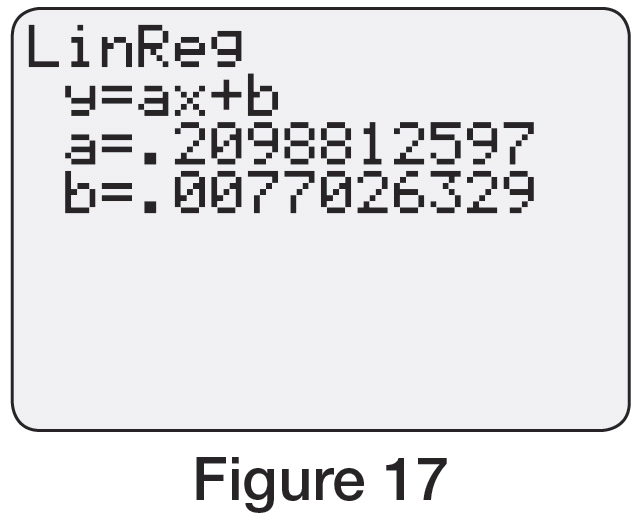 LinReg
y=ax+b
a=.2098812597
b=.0077026329
Figure 17